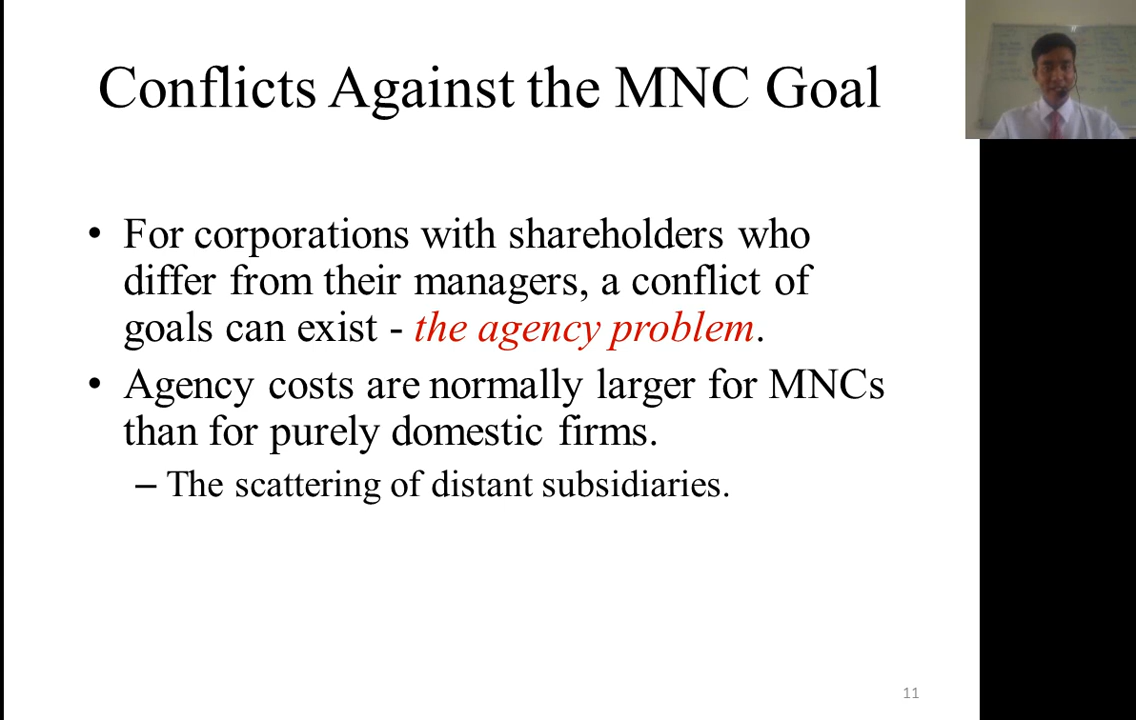 Conflicts Against the MNC Goal
• For corporations with shareholders who
differ from their managers, a conflict of
goals can exist - the agency problem.
• Agency costs are normally larger for MNCs
than for purely domestic firms.
– The scattering of distant subsidiaries.
11